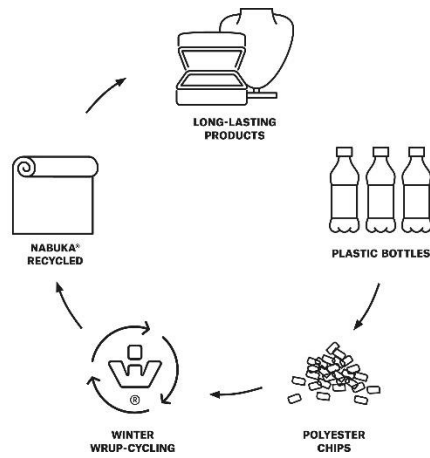 LONG-LASTING
PRODUCTS
PLASTIC BOTTLES
POLYESTER
CHIPS
WINTER
WRUP-CYCLING
®
NABUKA®
RECYCLED